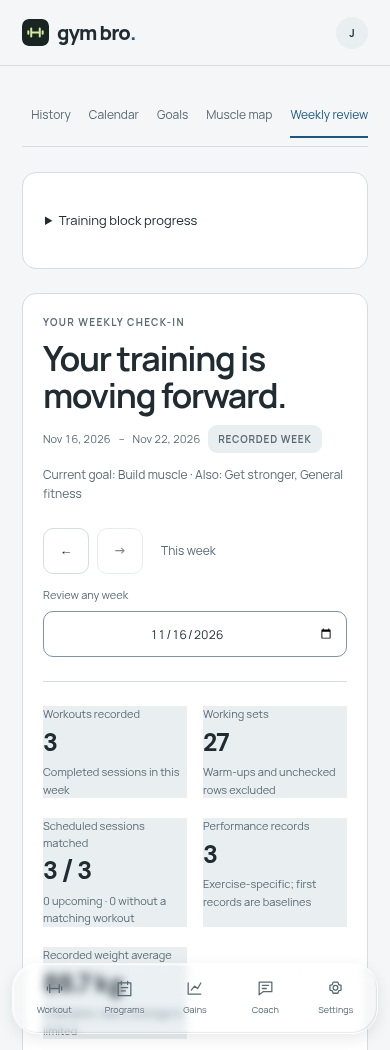 gym bro.
J
History Calendar Goals Muscle map Weekly review
Training block progress
YOUR WEEKLY CHECK-IN
Your training is
moving forward.
Nov 16, 2026 – Nov 22, 2026 RECORDED WEEK
Current goal: Build muscle · Also: Get stronger, General
fitness
← → This week
Review any week
11/16/2026
Workouts recorded
3
Completed sessions in this
week
Working sets
27
Warm-ups and unchecked
rows excluded
Scheduled sessions
matched
3 / 3
0 upcoming · 0 without a
matching workout
Performance records
3
Exercise-specific; first
records are baselines
Recorded weight average
limited
Workout Programs Gains Coach Settings